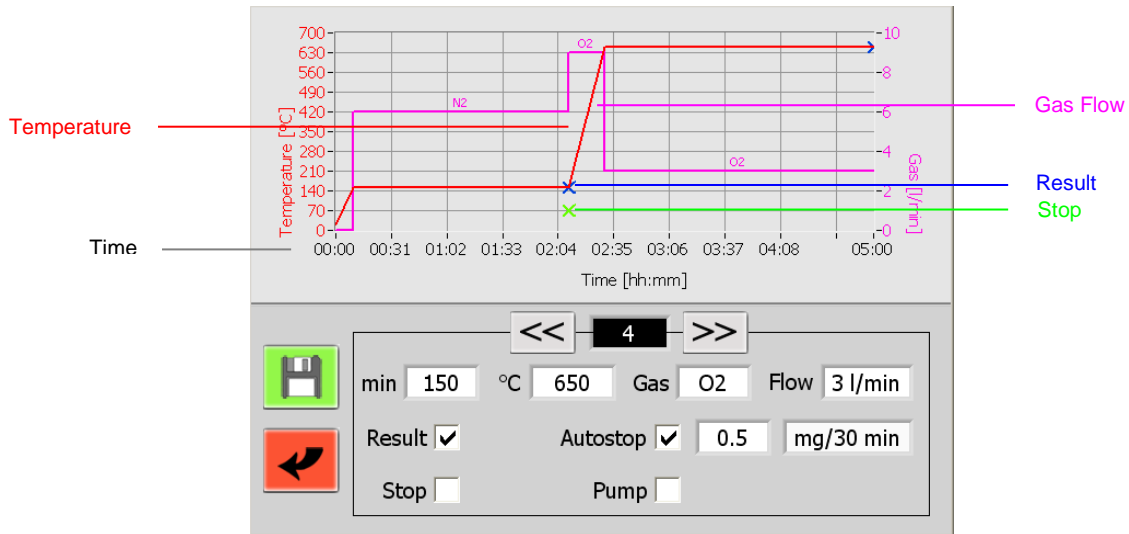 700
630
560
490
420
350
280
210
140
70
0
Temperature [°C]
10
8
6
4
2
0
Gas [l/min]
O2
N2
O2
Temperature
Gas Flow
Result
Stop
Time
00:00 00:31 01:02 01:33 02:04 02:35 03:06 03:37 04:08 05:00
Time [hh:mm]
<< 4 >>
min 150 °C 650 Gas O2 Flow 3 l/min
Result Autostop 0.5 mg/30 min
Stop Pump